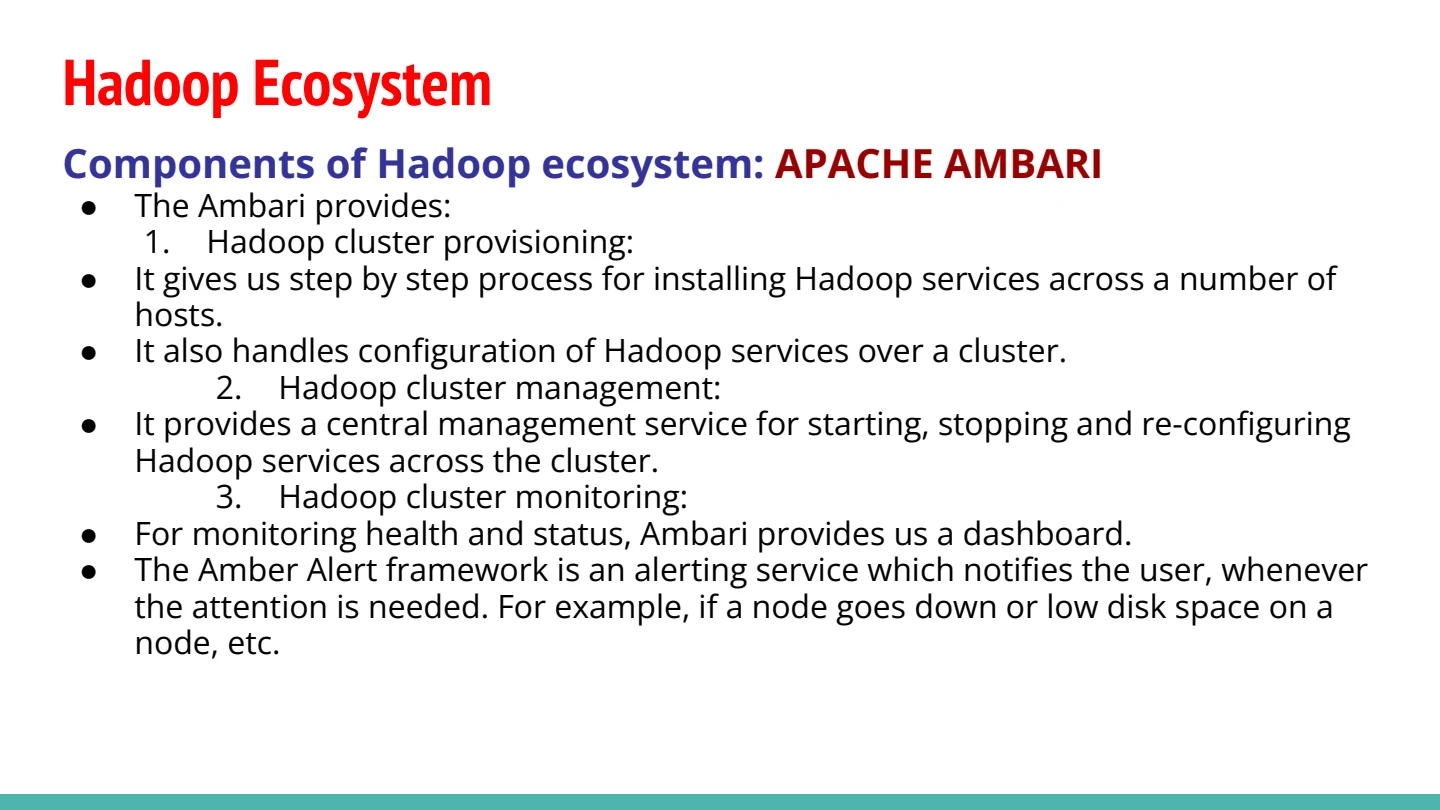 Hadoop Ecosystem
Components of Hadoop ecosystem: APACHE AMBARI
● The Ambari provides:
1. Hadoop cluster provisioning:
● It gives us step by step process for installing Hadoop services across a number of
hosts.
● It also handles configuration of Hadoop services over a cluster.
2. Hadoop cluster management:
● It provides a central management service for starting, stopping and re-configuring
Hadoop services across the cluster.
3. Hadoop cluster monitoring:
● For monitoring health and status, Ambari provides us a dashboard.
● The Amber Alert framework is an alerting service which notifies the user, whenever
the attention is needed. For example, if a node goes down or low disk space on a
node, etc.